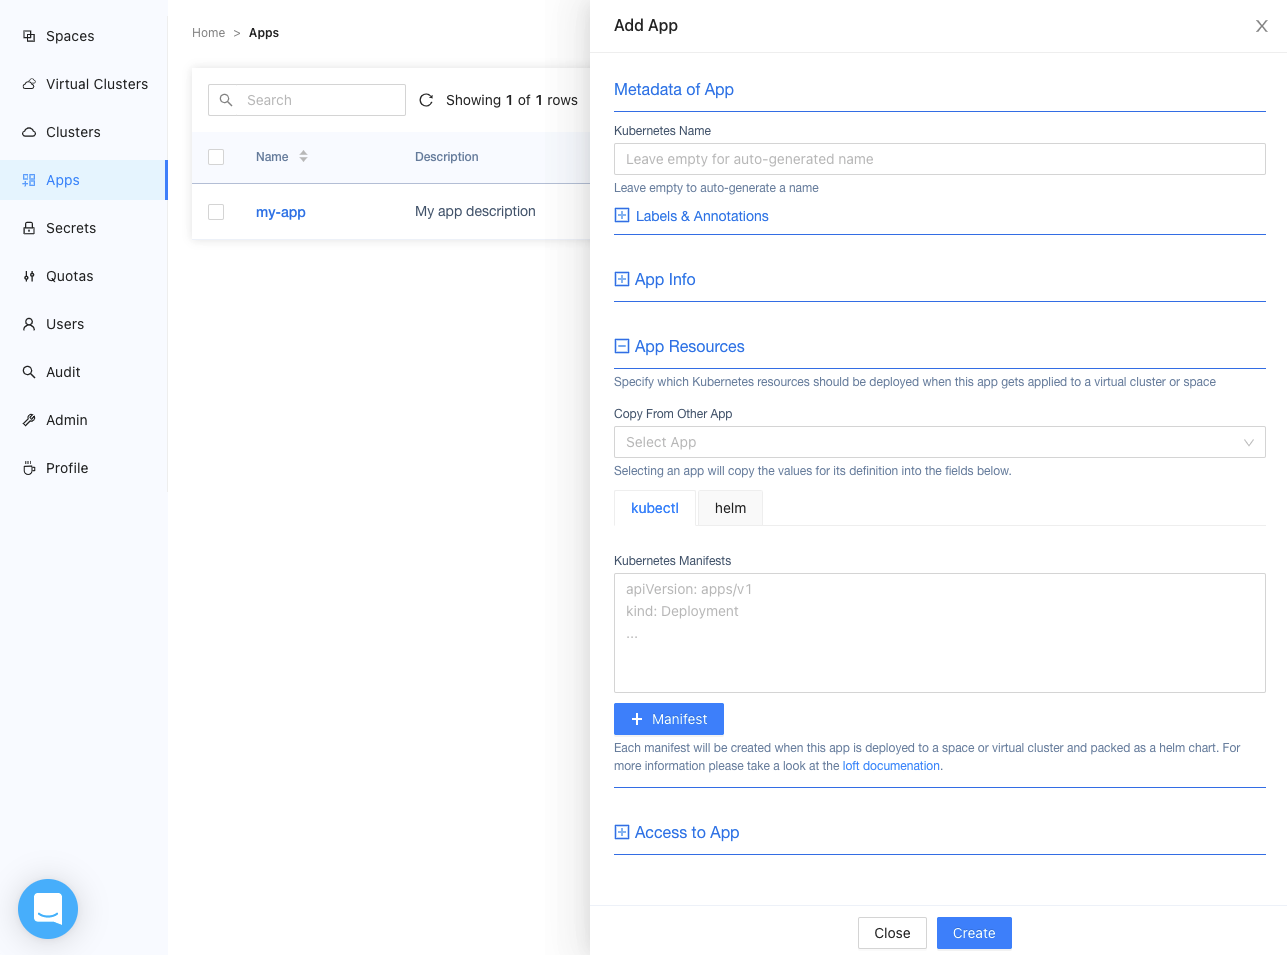 Spaces
Virtual Clusters
Clusters
Apps
Secrets
Quotas
Users
Audit
Admin
Profile
Home > Apps
Search
Showing 1 of 1 rows
Name Description
my-app My app description
Add App
Metadata of App
Kubernetes Name
Leave empty for auto-generated name
Leave empty to auto-generate a name
Labels & Annotations
App Info
App Resources
Specify which Kubernetes resources should be deployed when this app gets applied to a virtual cluster or space
Copy From Other App
Select App
Selecting an app will copy the values for its definition into the fields below.
kubectl helm
Kubernetes Manifests
apiVersion: apps/v1
kind: Deployment
...
+ Manifest
Each manifest will be created when this app is deployed to a space or virtual cluster and packed as a helm chart. For
more information please take a look at the loft documenation.
Access to App
Close Create